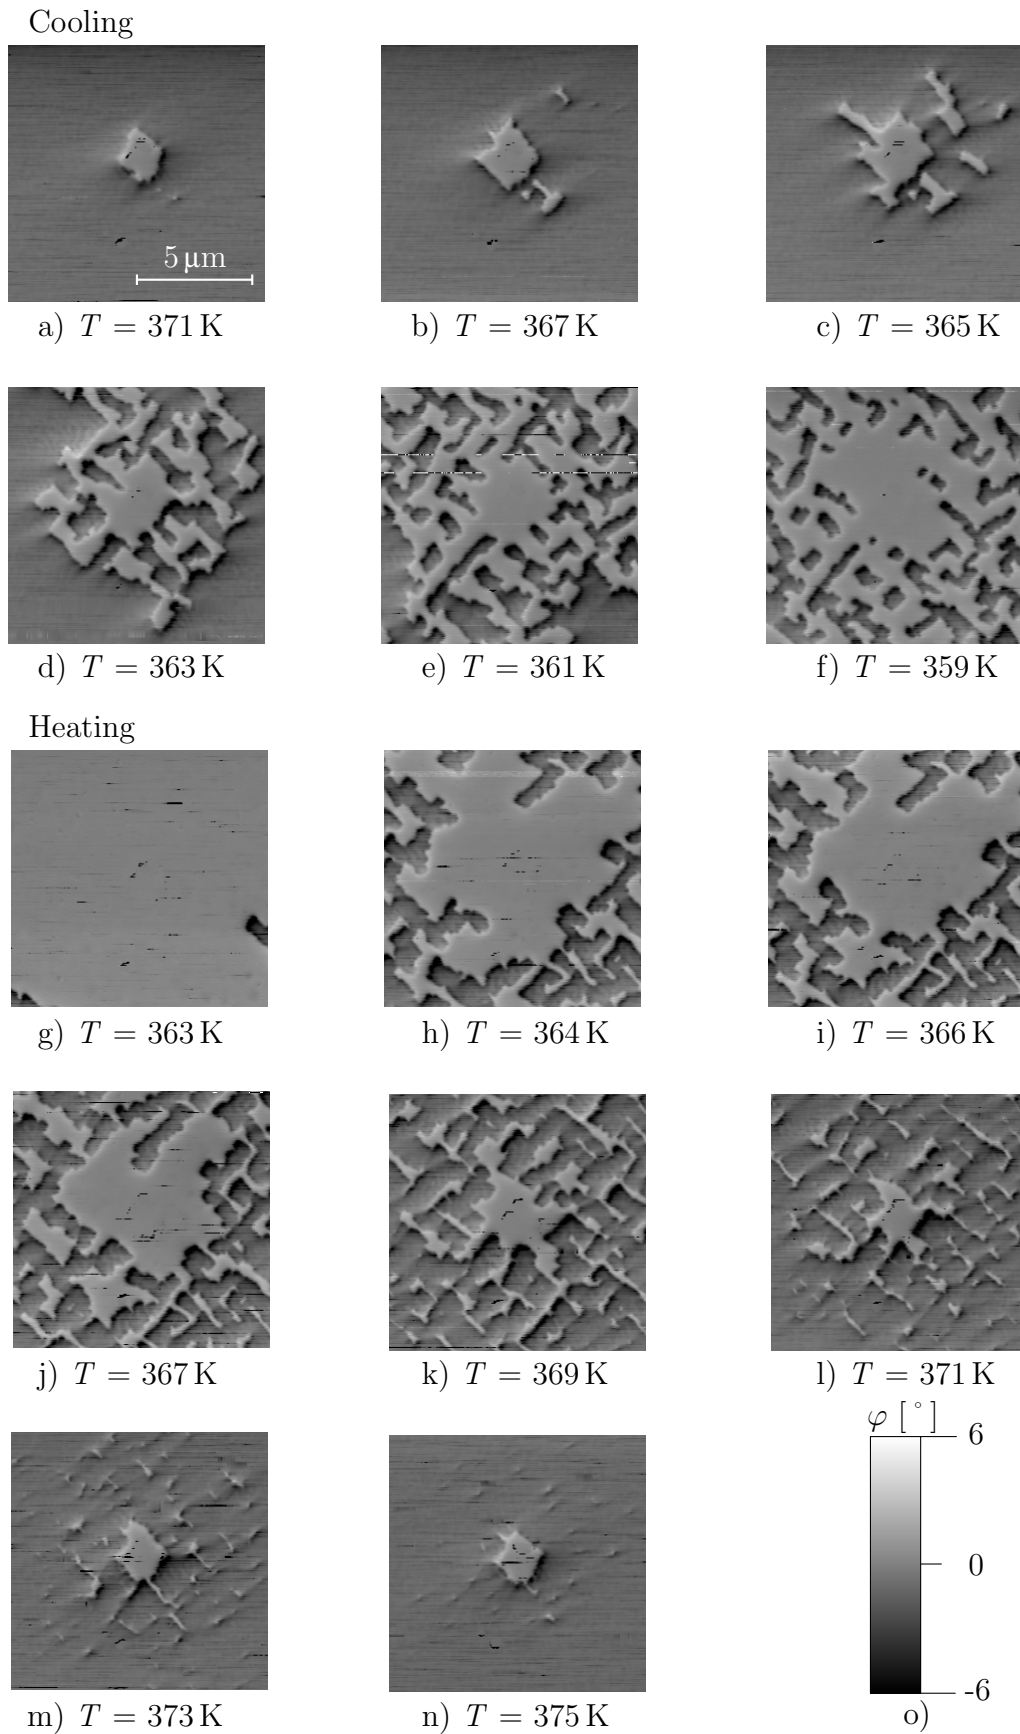 Cooling
5 μm
a) T = 371 K
b) T = 367 K
c) T = 365 K
d) T = 363 K
e) T = 361 K
f) T = 359 K
Heating
g) T = 363 K
h) T = 364 K
i) T = 366 K
j) T = 367 K
k) T = 369 K
l) T = 371 K
φ [°]
6
0
-6
m) T = 373 K
n) T = 375 K
o)